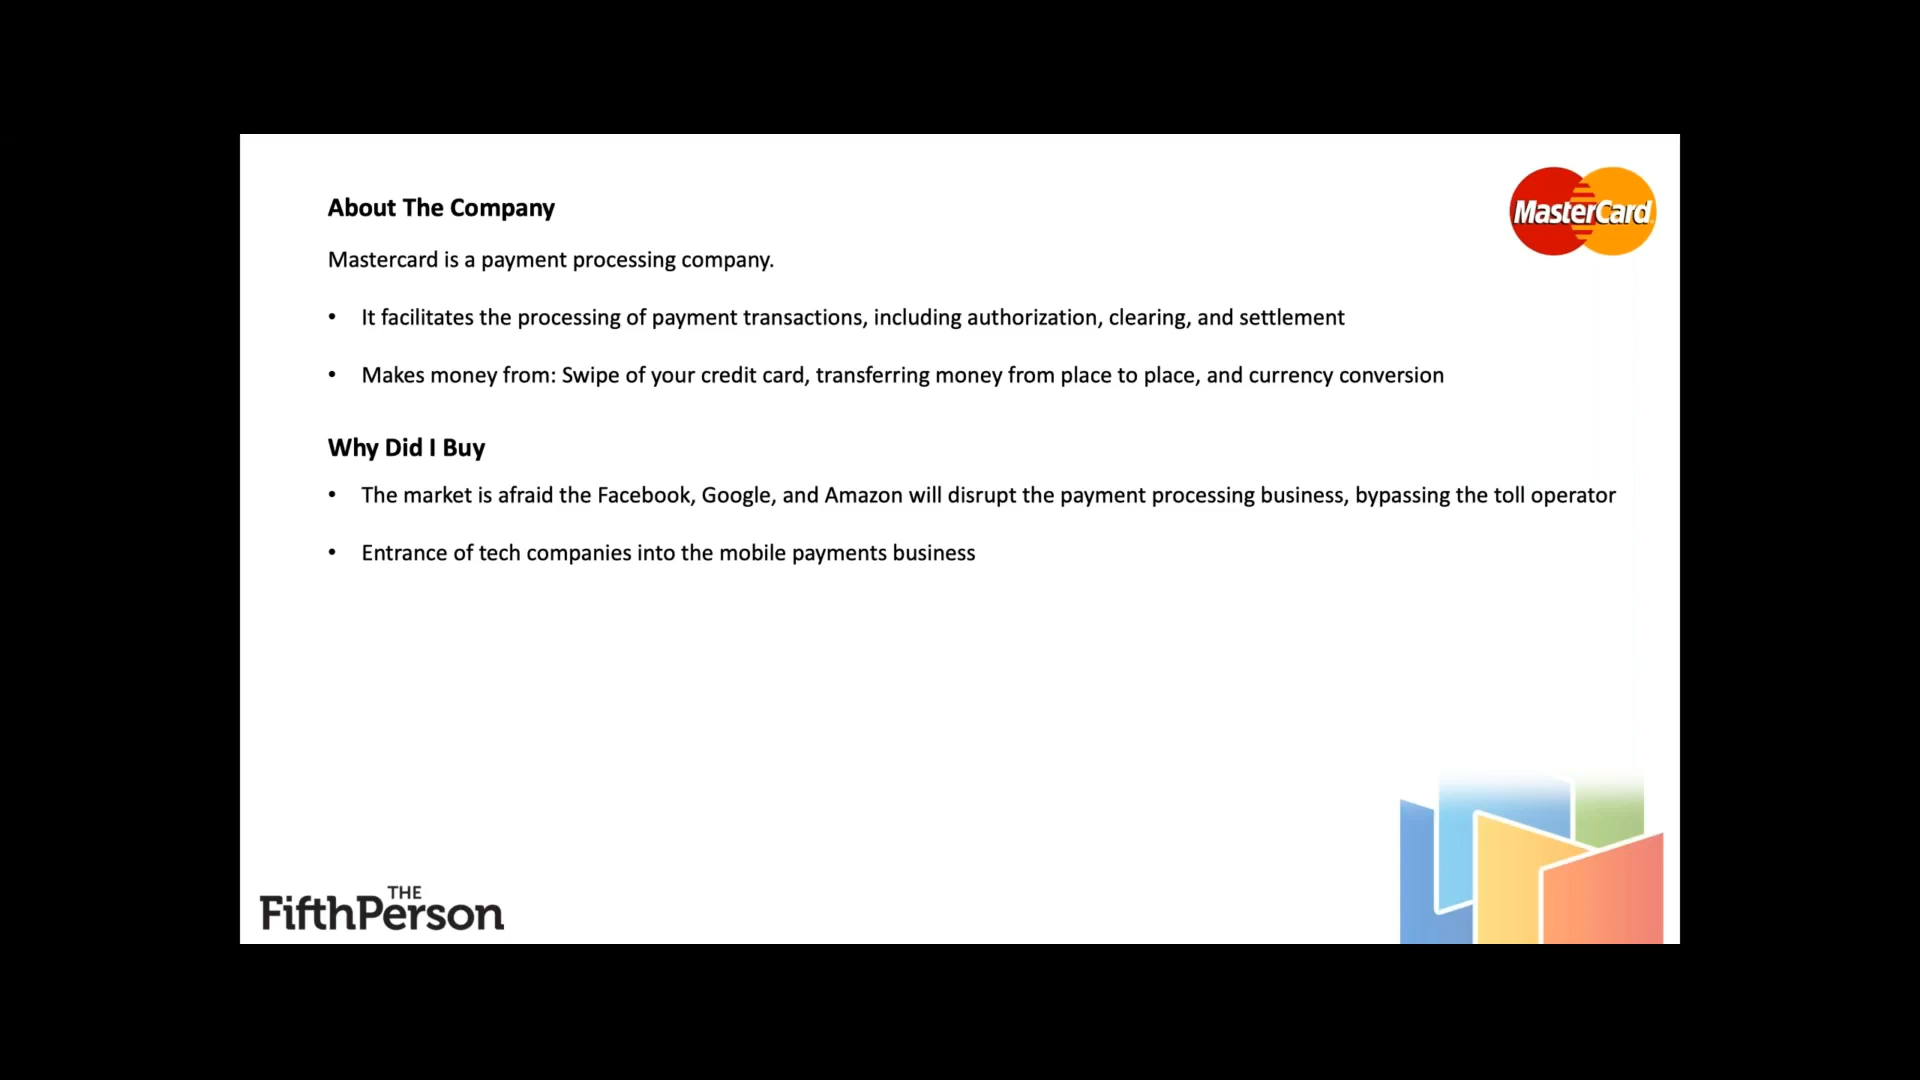 MasterCard
About The Company
Mastercard is a payment processing company.
• It facilitates the processing of payment transactions, including authorization, clearing, and settlement
• Makes money from: Swipe of your credit card, transferring money from place to place, and currency conversion
Why Did I Buy
• The market is afraid the Facebook, Google, and Amazon will disrupt the payment processing business, bypassing the toll operator
• Entrance of tech companies into the mobile payments business
THE
FifthPerson